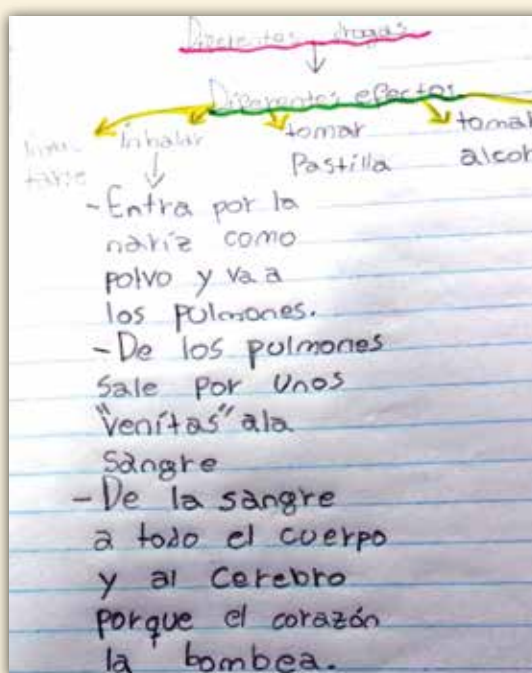 Diferentes drogas
Diferentes efectos
Inhalar tomar tomar
Pastilla alcoh
-Entra por la
nariz como
polvo y va a
los pulmones.
-De los pulmones
sale por unos
"venitas" ala
sangre
-De la sangre
a todo el cuerpo
y al cerebro
porque el corazón
la bombea.